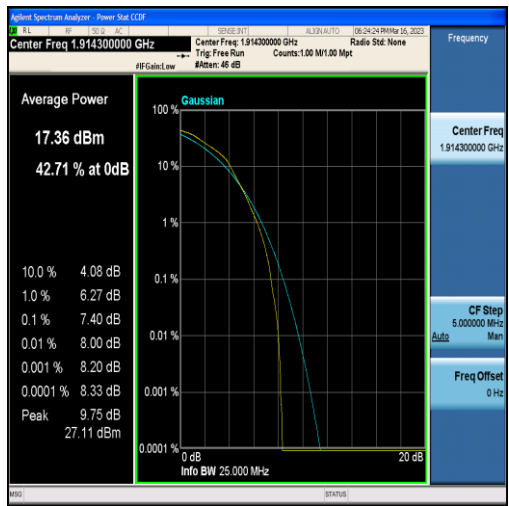 Agilent Spectrum Analyzer - Power Stat CCDF
RL RF 50 Ω AC SENSE:INT ALIGN AUTO 06:24:24 PM Mar 16, 2023
Center Freq 1.914300000 GHz
Center Freq: 1.914300000 GHz Radio Std: None
Trig: Free Run Counts:1.00 M/1.00 Mpt
#IFGain:Low #Atten: 46 dB
Frequency
Average Power
17.36 dBm
42.71 % at 0dB
10.0 % 4.08 dB
1.0 % 6.27 dB
0.1 % 7.40 dB
0.01 % 8.00 dB
0.001 % 8.20 dB
0.0001 % 8.33 dB
Peak 9.75 dB
27.11 dBm
Gaussian
100 %
10 %
1 %
0.1 %
0.01 %
0.001 %
0.0001 %
0 dB 20 dB
Info BW 25.000 MHz
Center Freq
1.914300000 GHz
CF Step
5.000000 MHz
Auto Man
Freq Offset
0 Hz
MSG STATUS